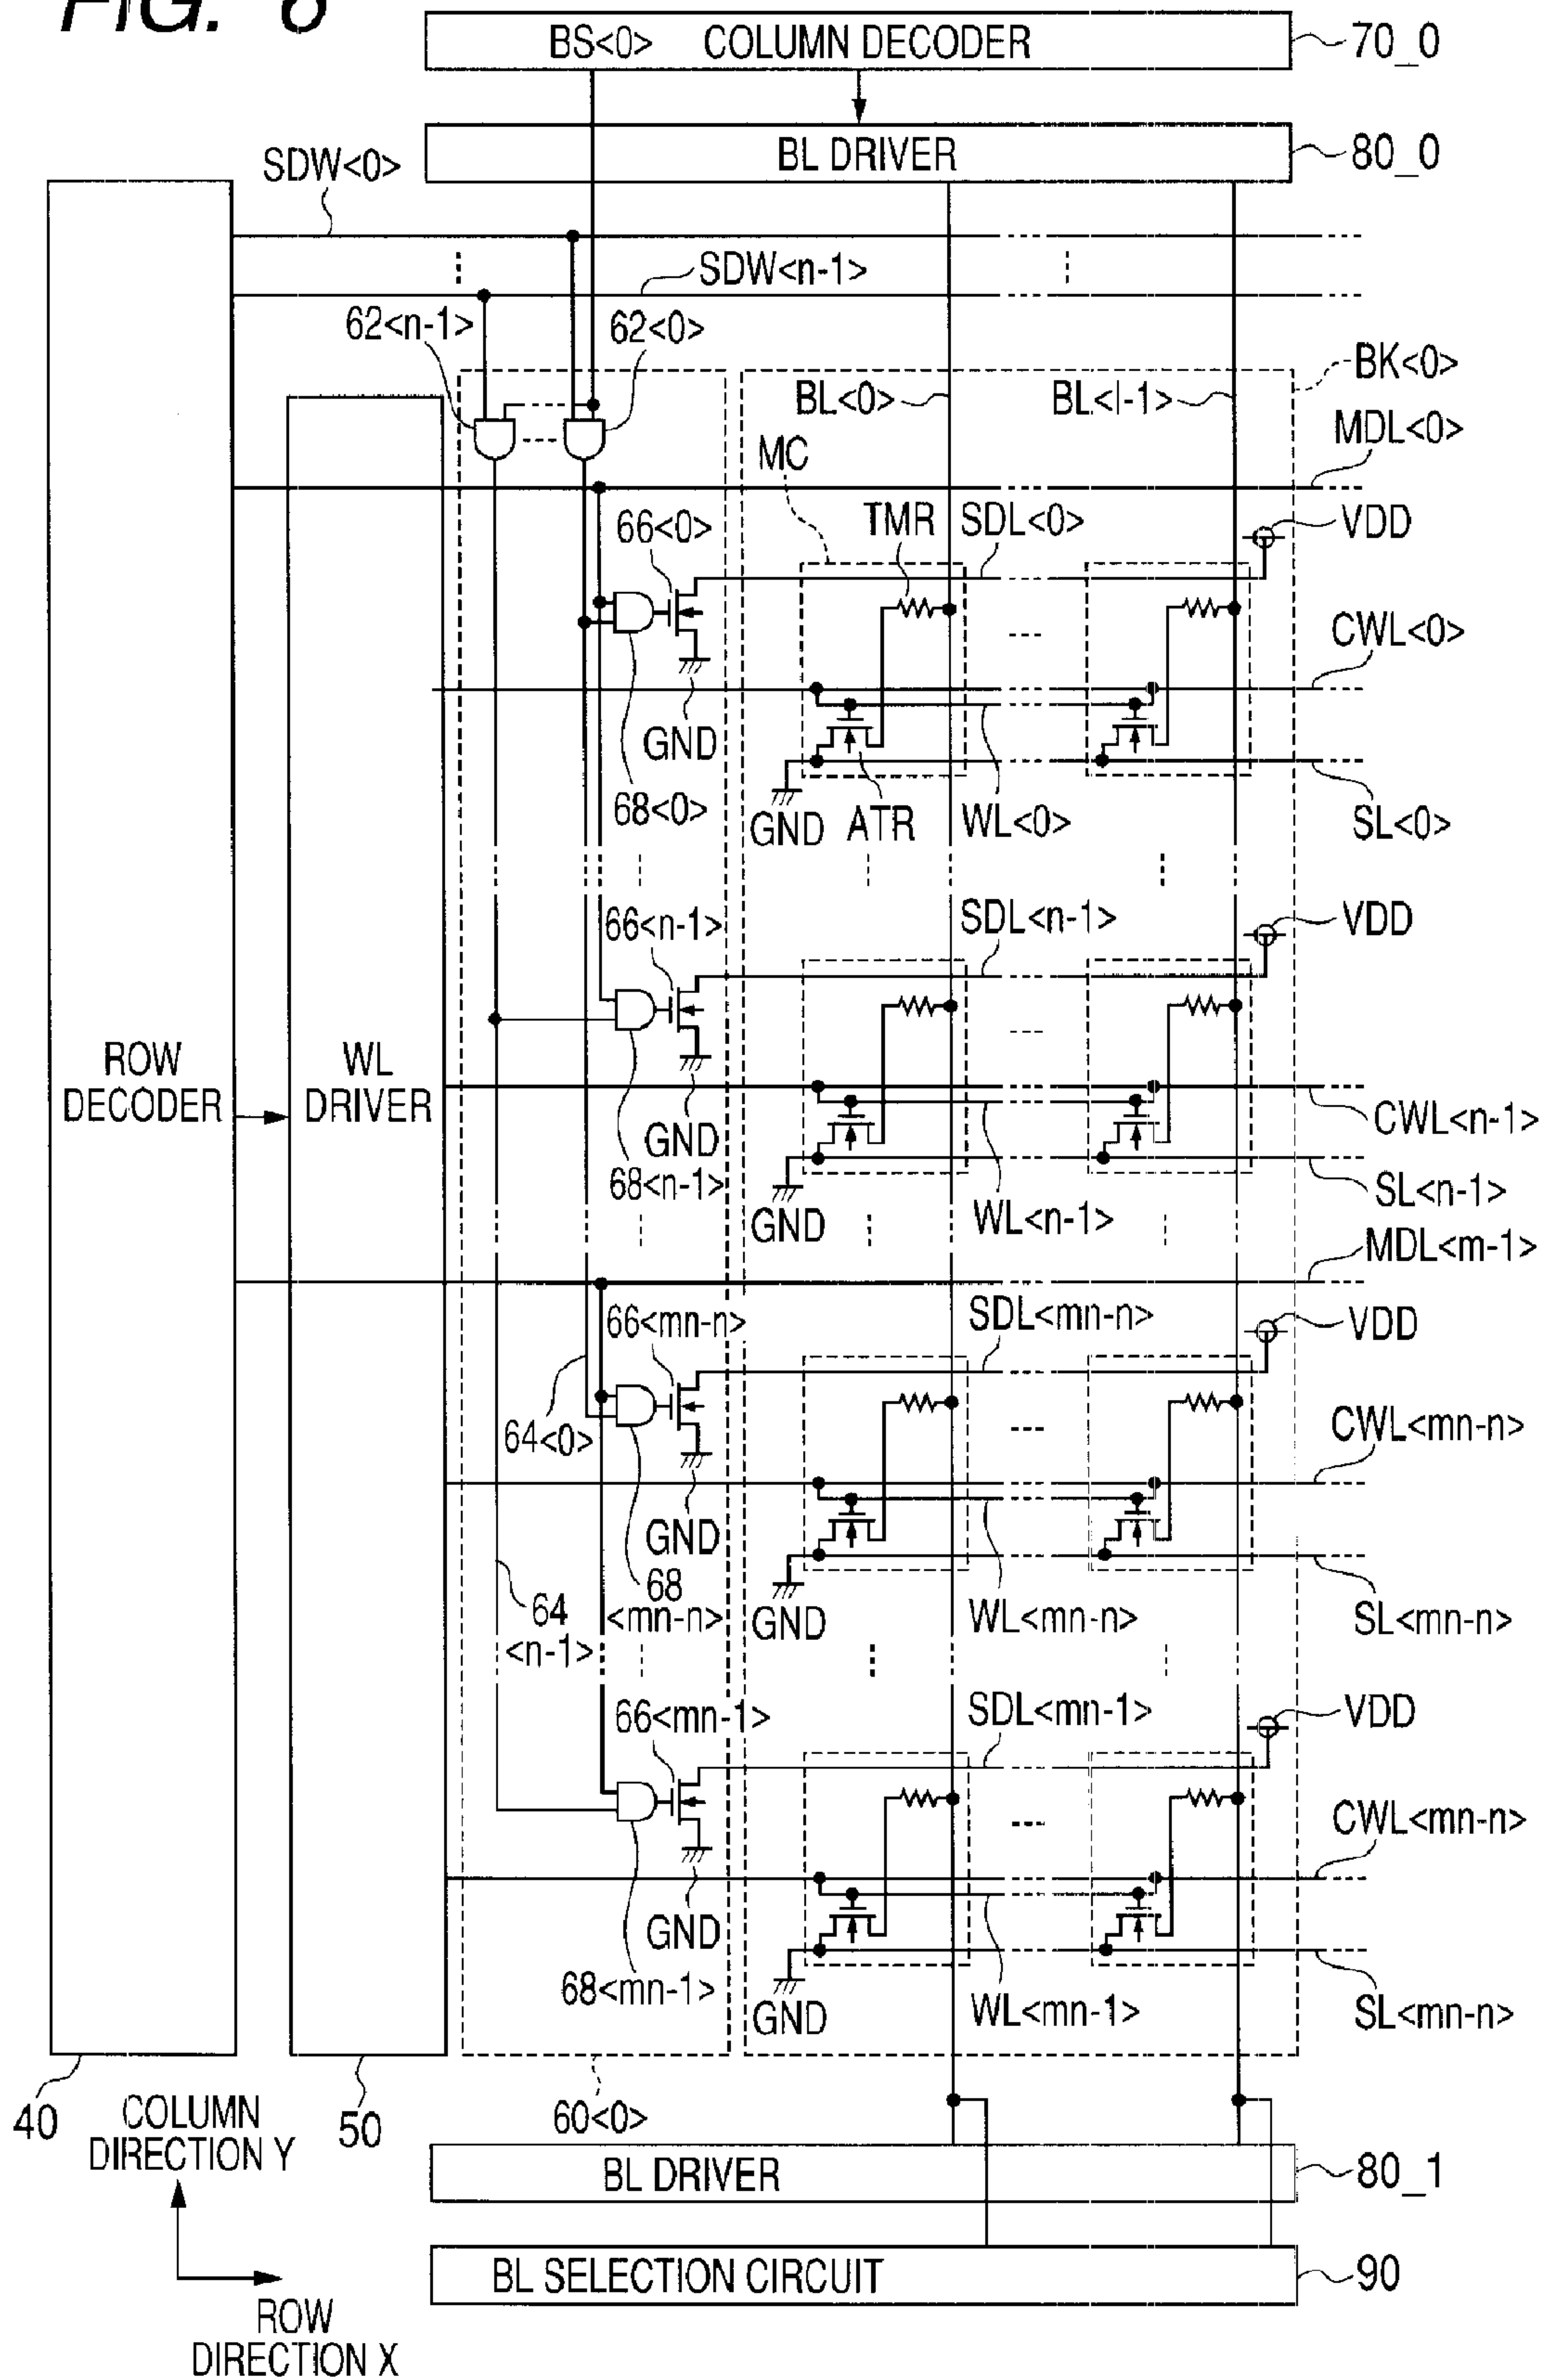 FIG. 6
BS<0> COLUMN DECODER
70_0
BL DRIVER
80_0
SDW<0>
SDW<n-1>
62<n-1>
62<0>
BK<0>
BL<0>
BL<l-1>
MDL<0>
MC
TMR
SDL<0>
VDD
66<0>
CWL<0>
GND
68<0>
GND
ATR
WL<0>
SL<0>
66<n-1>
SDL<n-1>
VDD
ROW
DECODER
WL
DRIVER
CWL<n-1>
GND
68<n-1>
SL<n-1>
GND
WL<n-1>
MDL<m-1>
66<mn-n>
SDL<mn-n>
VDD
64<0>
CWL<mn-n>
GND
68
<mn-n>
64
<n-1>
GND
WL<mn-n>
SL<mn-n>
66<mn-1>
SDL<mn-1>
VDD
CWL<mn-n>
GND
68<mn-1>
GND
WL<mn-1>
SL<mn-n>
40
50
60<0>
COLUMN
DIRECTION Y
BL DRIVER
80_1
BL SELECTION CIRCUIT
90
ROW
DIRECTION X